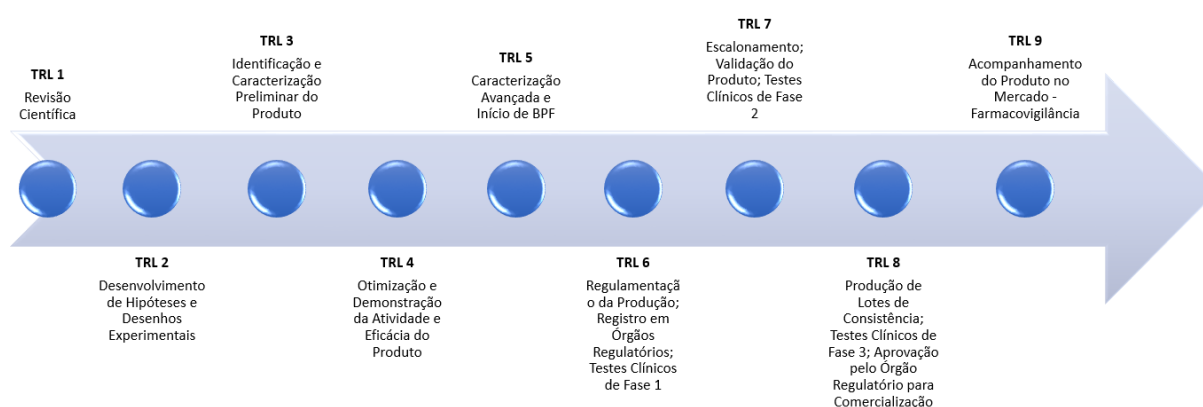 TRL 1
Revisão
Científica
TRL 2
Desenvolvimento
de Hipóteses e
Desenhos
Experimentais
TRL 3
Identificação e
Caracterização
Preliminar do
Produto
TRL 4
Otimização e
Demonstração
da Atividade e
Eficácia do
Produto
TRL 5
Caracterização
Avançada e
Início de BPF
TRL 6
Regulamentaçã
o da Produção;
Registro em
Órgãos
Regulatórios;
Testes Clínicos
de Fase 1
TRL 7
Escalonamento;
Validação do
Produto; Testes
Clínicos de Fase
2
TRL 8
Produção de
Lotes de
Consistência;
Testes Clínicos de
Fase 3; Aprovação
pelo Órgão
Regulatório para
Comercialização
TRL 9
Acompanhamento
do Produto no
Mercado -
Farmacovigilância